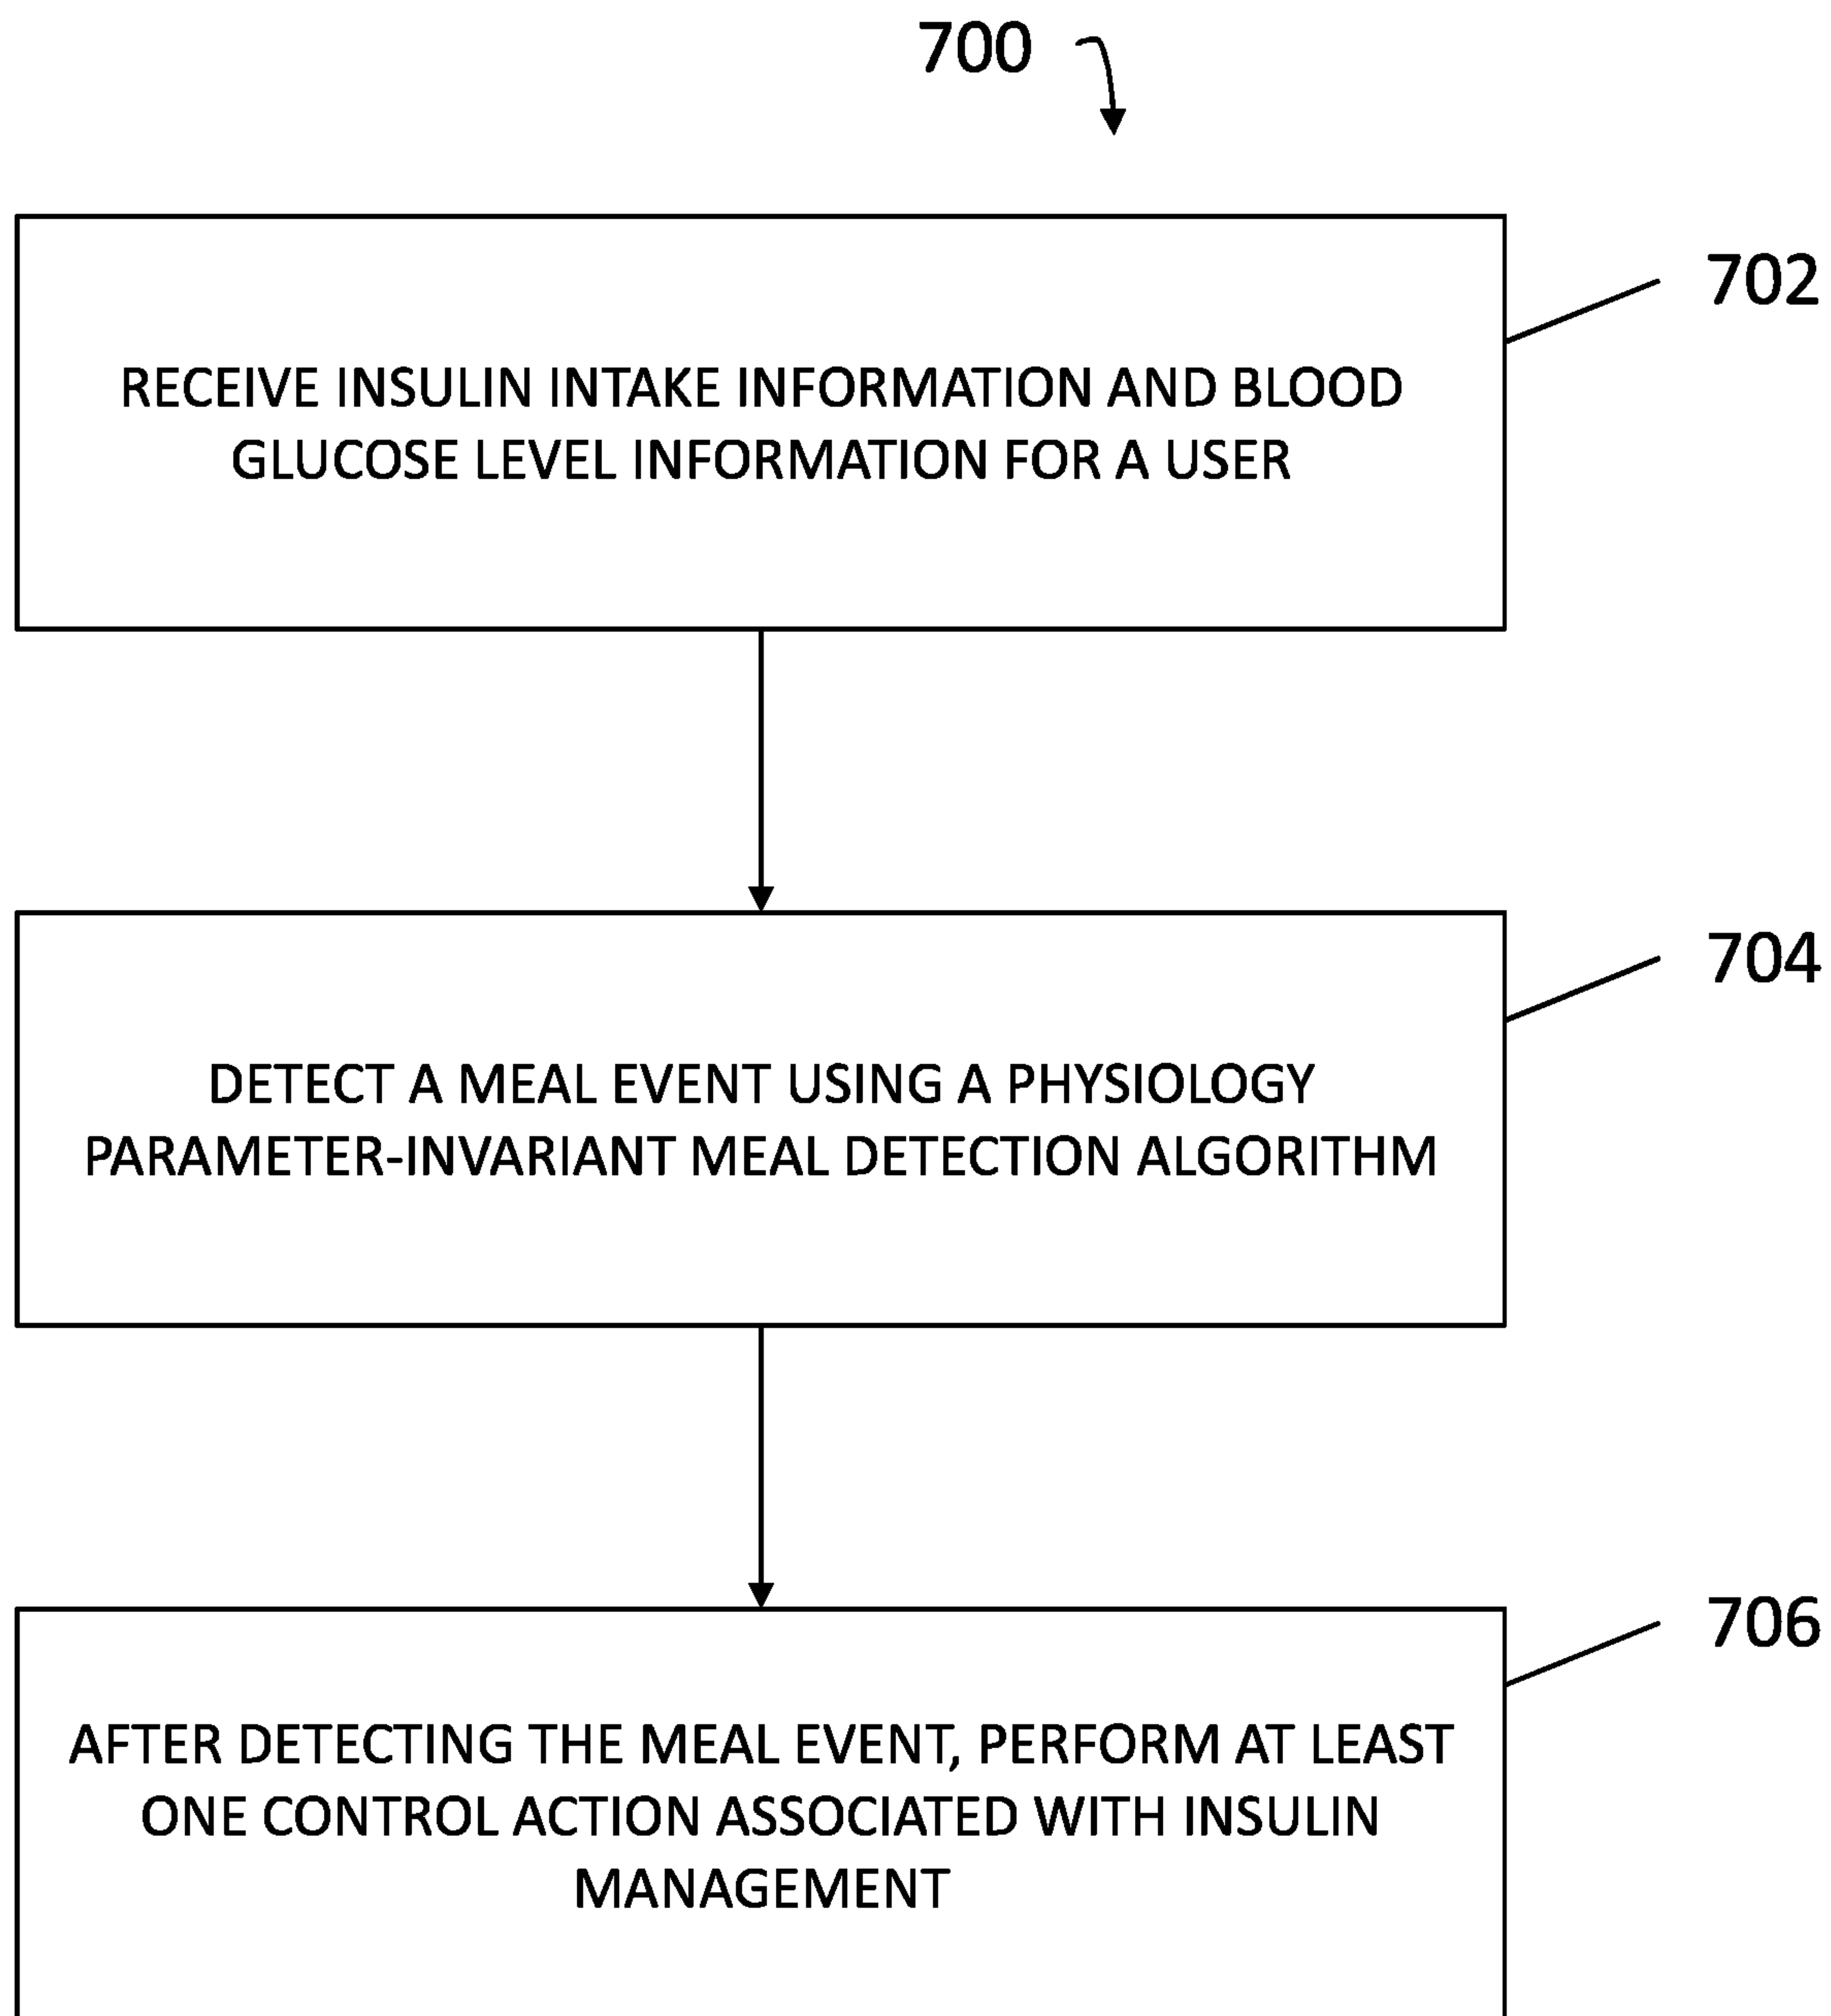 700
702
RECEIVE INSULIN INTAKE INFORMATION AND BLOOD
GLUCOSE LEVEL INFORMATION FOR A USER
704
DETECT A MEAL EVENT USING A PHYSIOLOGY
PARAMETER-INVARIANT MEAL DETECTION ALGORITHM
706
AFTER DETECTING THE MEAL EVENT, PERFORM AT LEAST
ONE CONTROL ACTION ASSOCIATED WITH INSULIN
MANAGEMENT